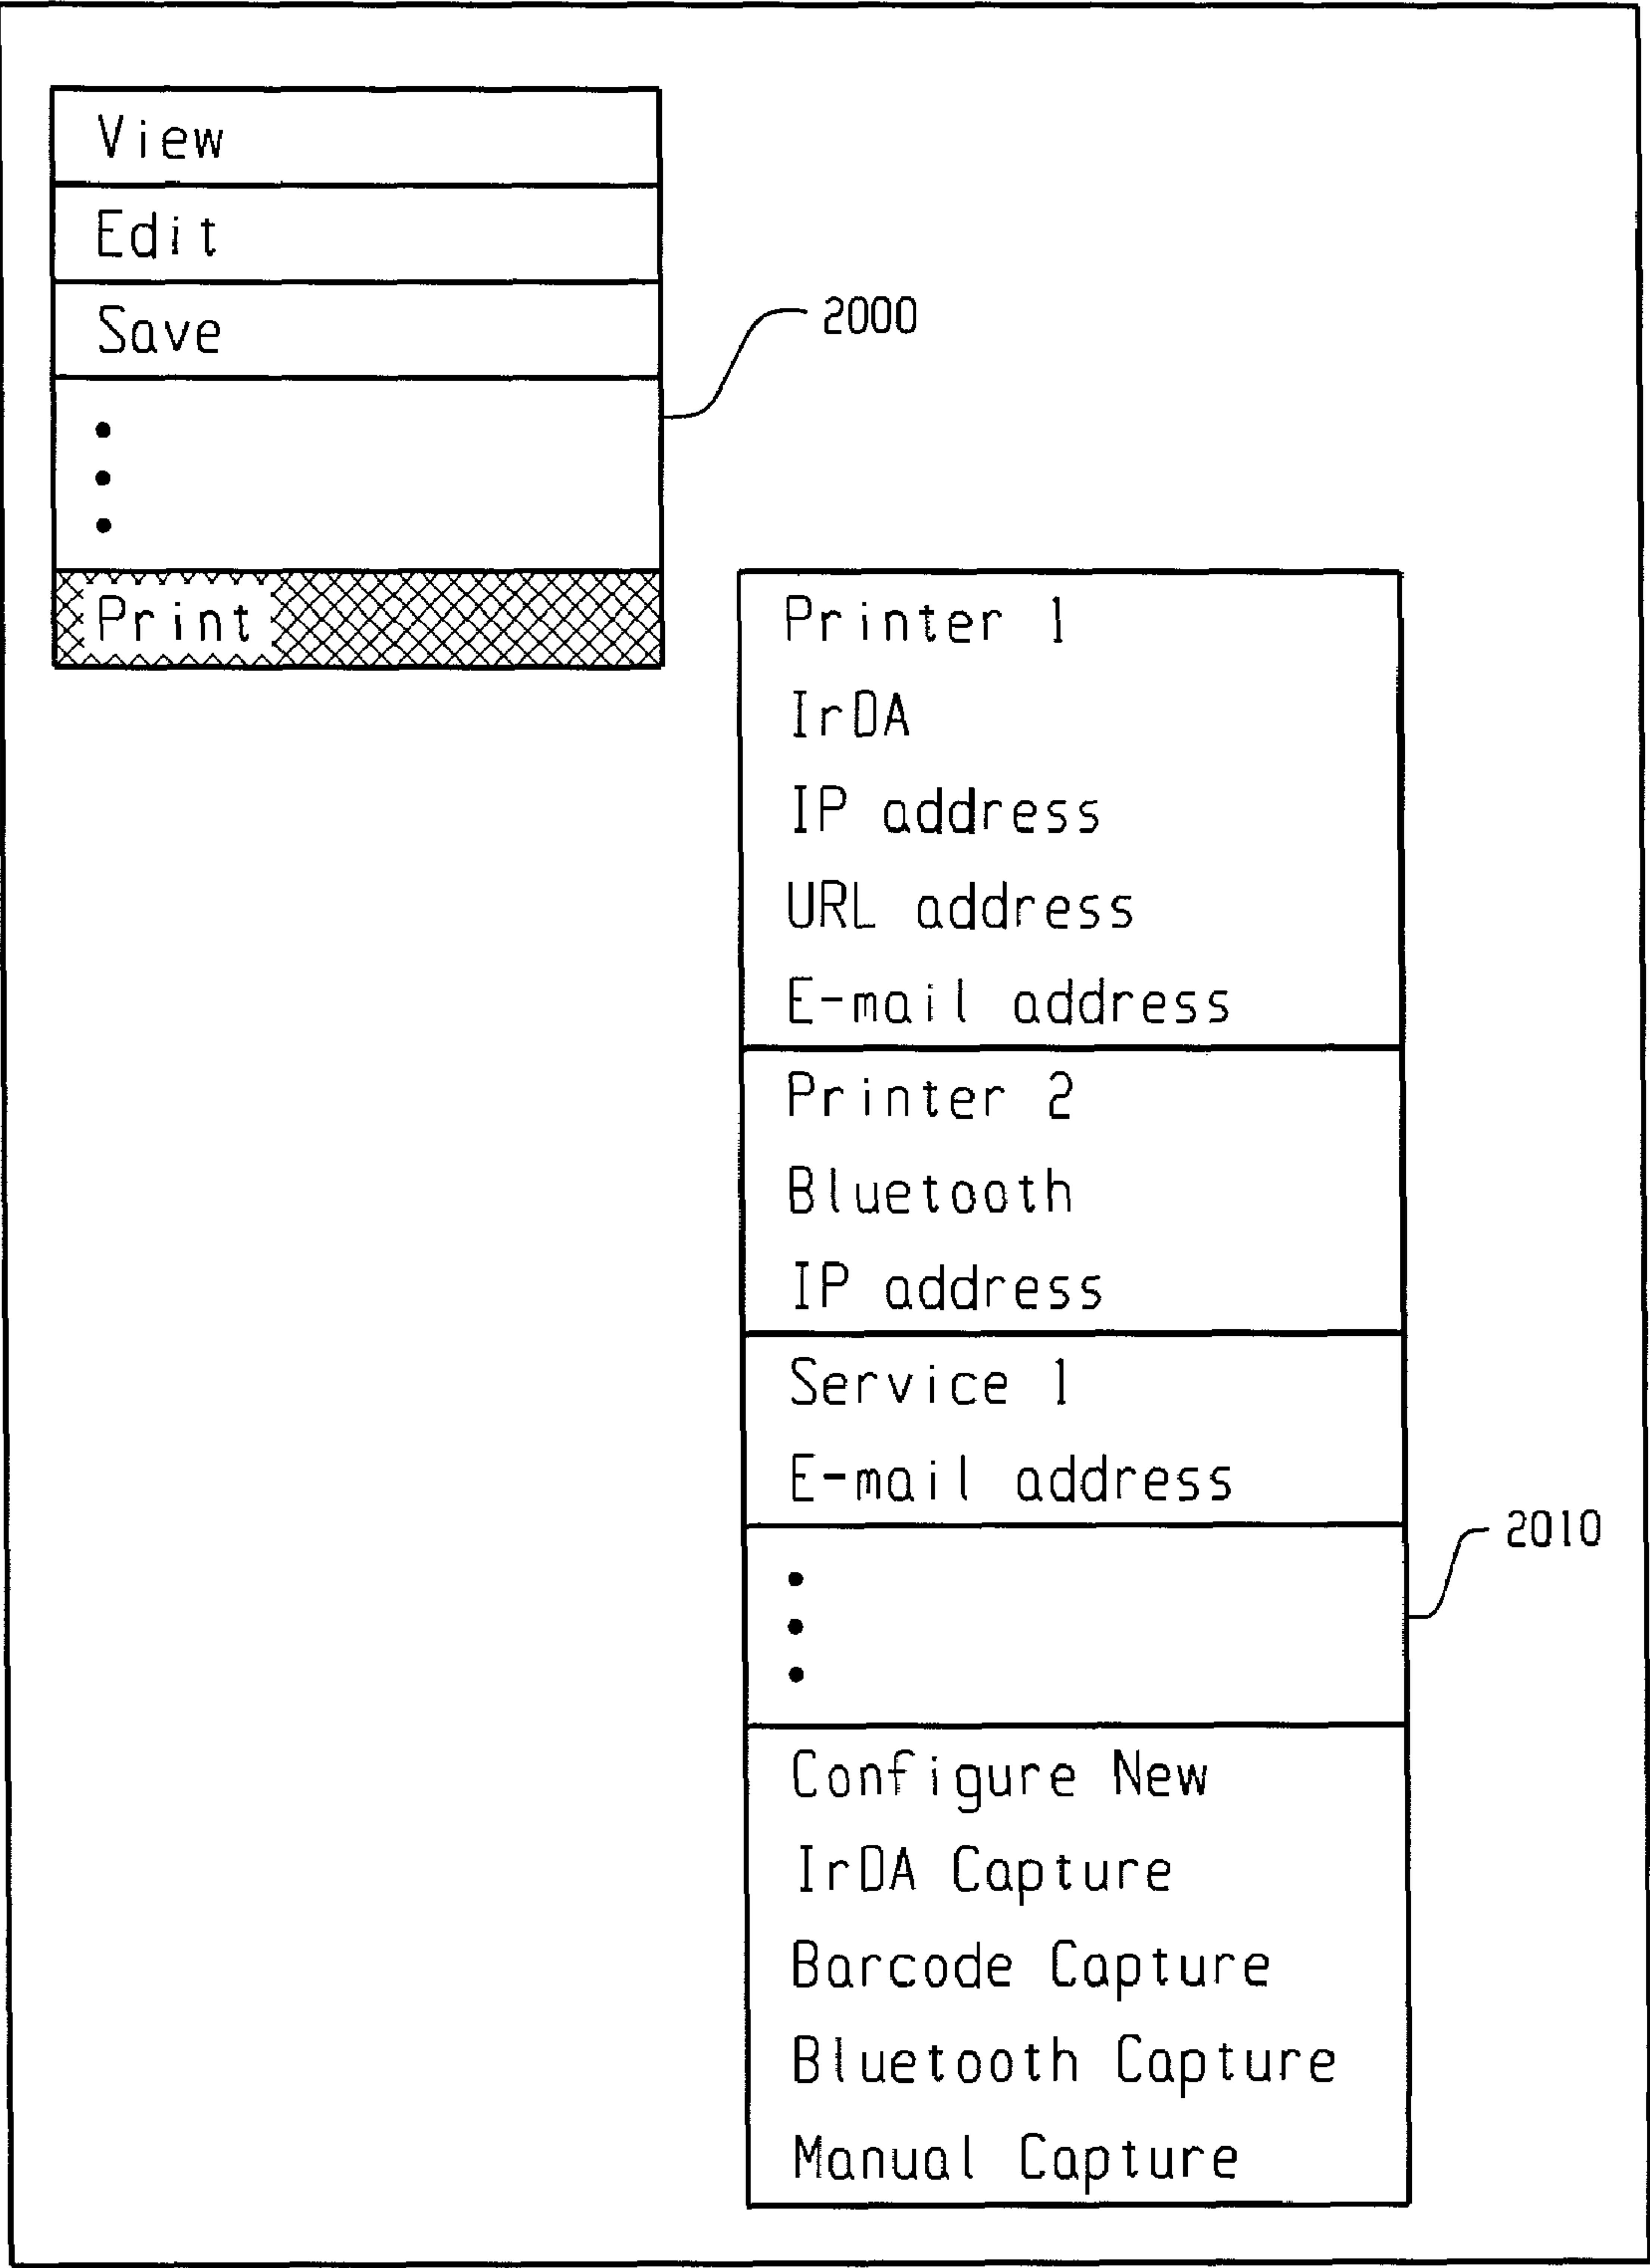 View
Edit
Save
2000
Print
Printer 1
IrDA
IP address
URL address
E-mail address
Printer 2
Bluetooth
IP address
Service 1
E-mail address
2010
Configure New
IrDA Capture
Barcode Capture
Bluetooth Capture
Manual Capture